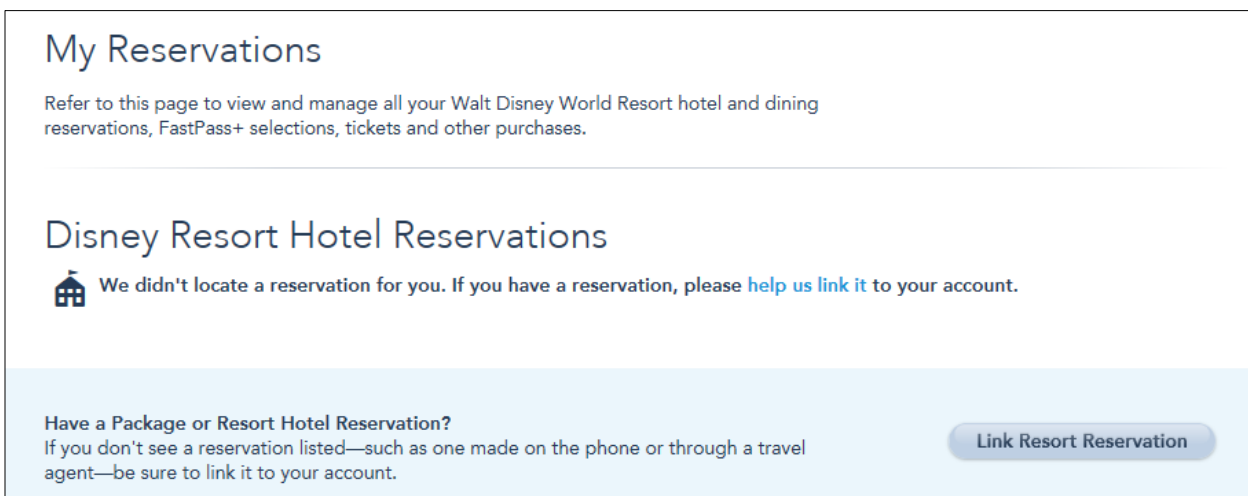 My Reservations
Refer to this page to view and manage all your Walt Disney World Resort hotel and dining
reservations, FastPass+ selections, tickets and other purchases.
Disney Resort Hotel Reservations
We didn't locate a reservation for you. If you have a reservation, please help us link it to your account.
Have a Package or Resort Hotel Reservation?
If you don't see a reservation listed—such as one made on the phone or through a travel
agent—be sure to link it to your account.
Link Resort Reservation